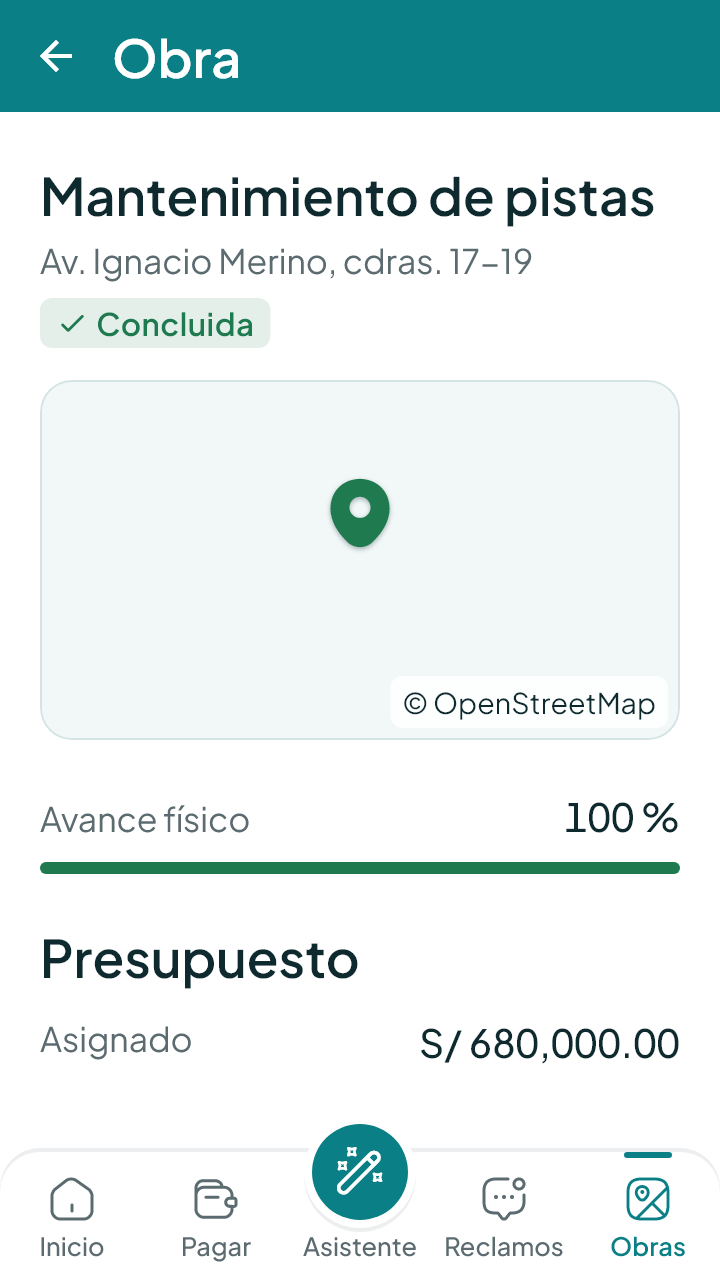 Obra
Mantenimiento de pistas
Av. Ignacio Merino, cdras. 17–19
Concluida
© OpenStreetMap
Avance físico 100 %
Presupuesto
Asignado S/ 680,000.00
Inicio Pagar Asistente Reclamos Obras